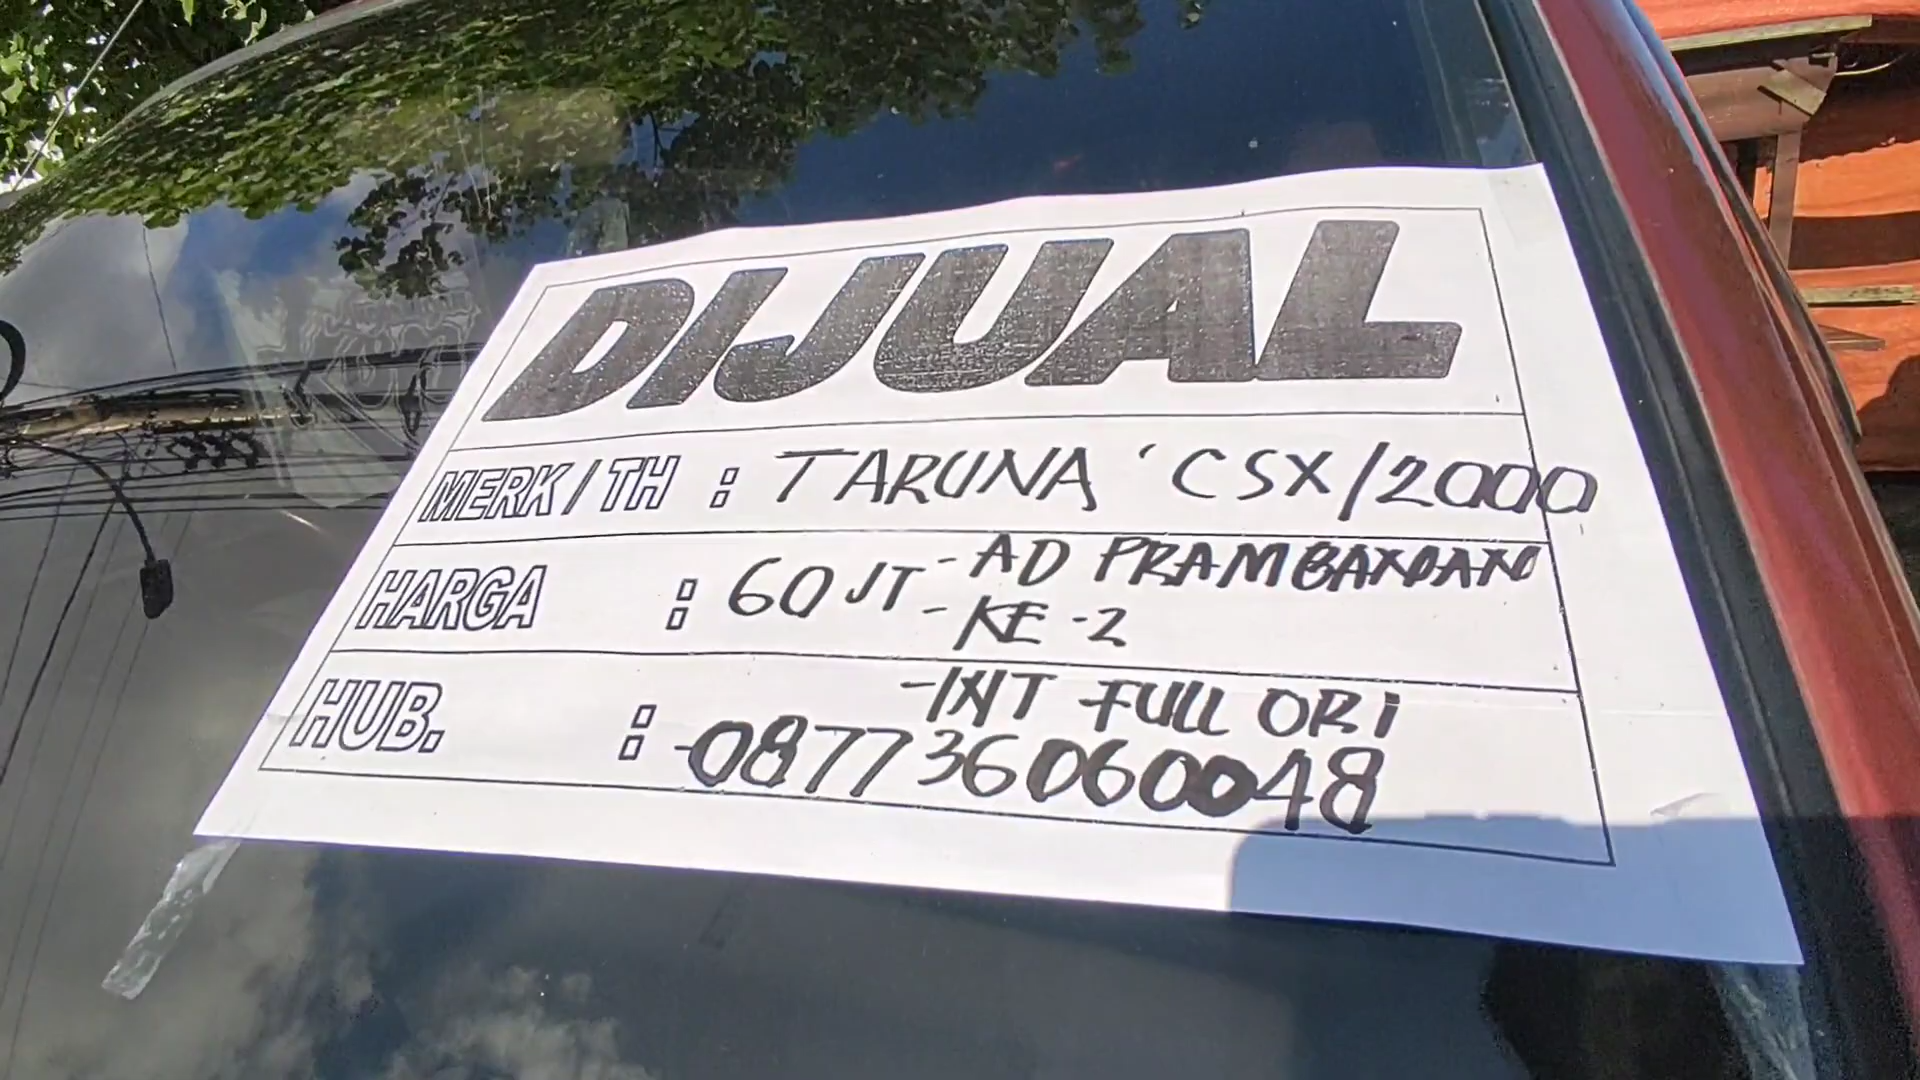 DIJUAL
MERK / TH : TARUNA 'CSX/2000
HARGA : 60 JT - AD PRAMBANAN
- KE -2
- INT FULL ORI
HUB. : -087736060048